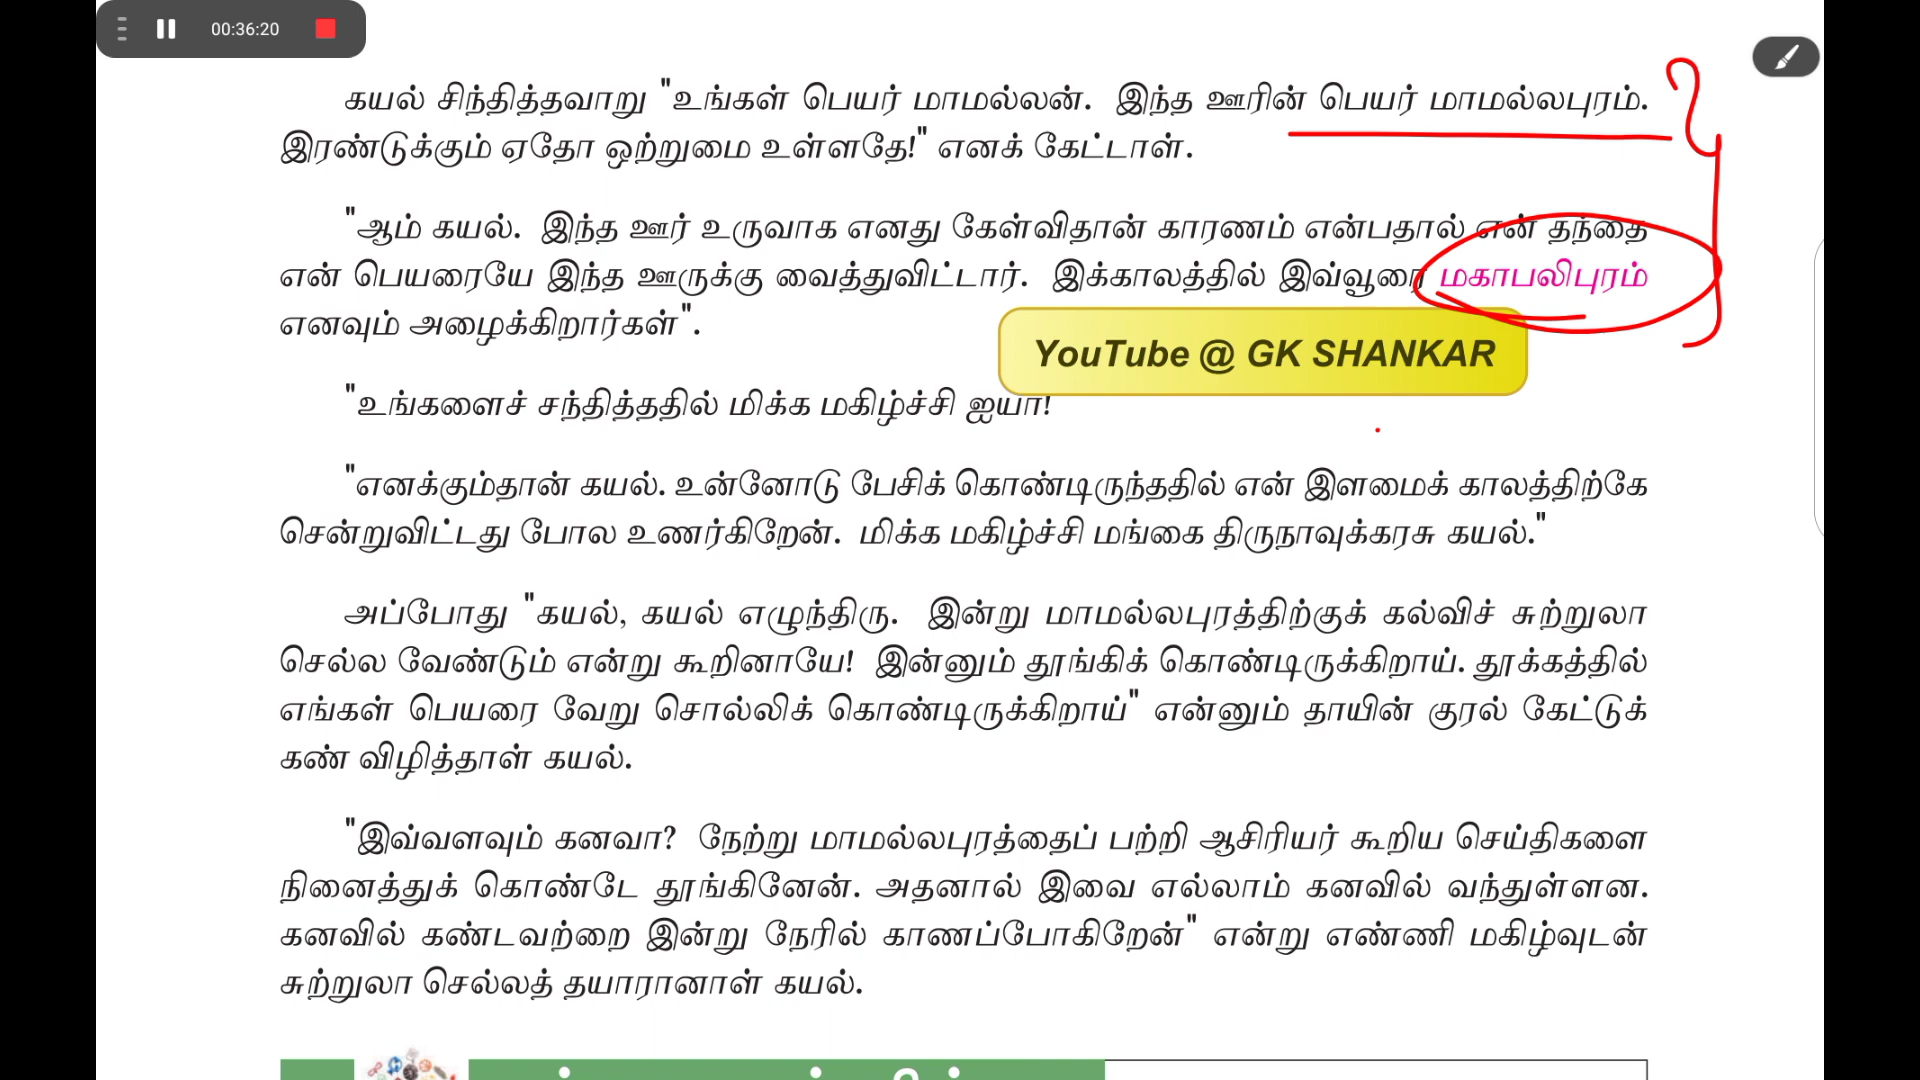 00:36:20
கயல் சிந்தித்தவாறு "உங்கள் பெயர் மாமல்லன். இந்த ஊரின் பெயர் மாமல்லபுரம்.
இரண்டுக்கும் ஏதோ ஒற்றுமை உள்ளதே!" எனக் கேட்டாள்.
"ஆம் கயல். இந்த ஊர் உருவாக எனது கேள்விதான் காரணம் என்பதால் என் தந்தை
என் பெயரையே இந்த ஊருக்கு வைத்துவிட்டார். இக்காலத்தில் இவ்வூரை மகாபலிபுரம்
எனவும் அழைக்கிறார்கள்".
YouTube @ GK SHANKAR
"உங்களைச் சந்தித்ததில் மிக்க மகிழ்ச்சி ஐயா!
"எனக்கும்தான் கயல். உன்னோடு பேசிக் கொண்டிருந்ததில் என் இளமைக் காலத்திற்கே
சென்றுவிட்டது போல உணர்கிறேன். மிக்க மகிழ்ச்சி மங்கை திருநாவுக்கரசு கயல்."
அப்போது "கயல், கயல் எழுந்திரு. இன்று மாமல்லபுரத்திற்குக் கல்விச் சுற்றுலா
செல்ல வேண்டும் என்று கூறினாயே! இன்னும் தூங்கிக் கொண்டிருக்கிறாய். தூக்கத்தில்
எங்கள் பெயரை வேறு சொல்லிக் கொண்டிருக்கிறாய்" என்னும் தாயின் குரல் கேட்டுக்
கண் விழித்தாள் கயல்.
"இவ்வளவும் கனவா? நேற்று மாமல்லபுரத்தைப் பற்றி ஆசிரியர் கூறிய செய்திகளை
நினைத்துக் கொண்டே தூங்கினேன். அதனால் இவை எல்லாம் கனவில் வந்துள்ளன.
கனவில் கண்டவற்றை இன்று நேரில் காணப்போகிறேன்" என்று எண்ணி மகிழ்வுடன்
சுற்றுலா செல்லத் தயாரானாள் கயல்.